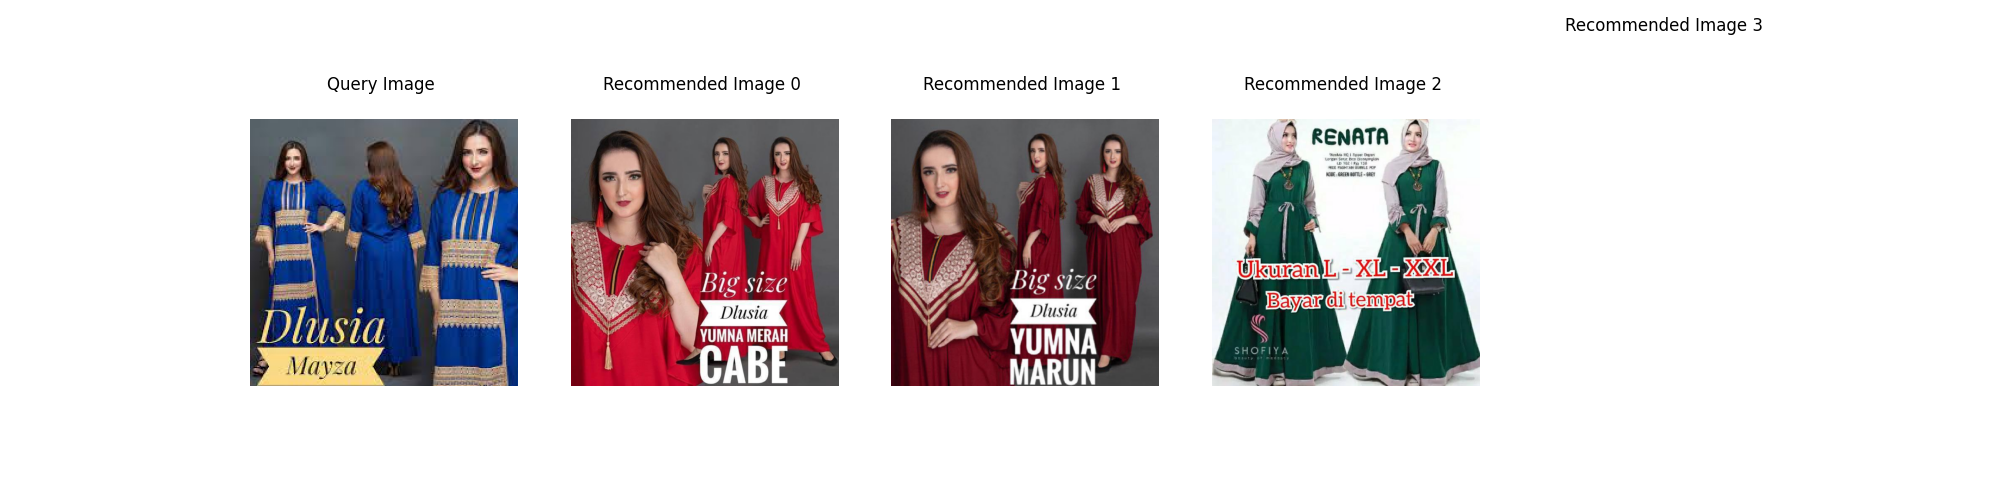 Recommended Image 3
Query Image
Recommended Image 0
Recommended Image 1
Recommended Image 2
Dlusia
Mayza
Big size
Dlusia
YUMNA MERAH
CABE
Big size
Dlusia
YUMNA
MARUN
RENATA
Ukuran L - XL - XXL
Bayar di tempat
SHOFIYA